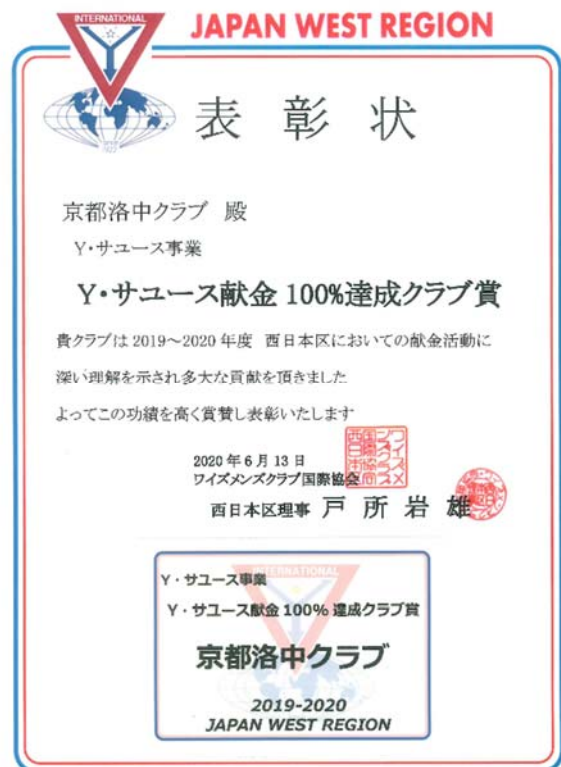 INTERNATIONAL
JAPAN WEST REGION
SINCE 1922
表彰状
京都洛中クラブ 殿
Y・サユース事業
Y・サユース献金 100%達成クラブ賞
貴クラブは 2019～2020 年度 西日本区においての献金活動に
深い理解を示され多大な貢献を頂きました
よってこの功績を高く賞賛し表彰いたします
2020 年 6 月 13 日
ワイズメンズクラブ国際協会
西日本区理事 戸所岩雄
INTERNATIONAL
Y・サユース事業
Y・サユース献金 100% 達成クラブ賞
京都洛中クラブ
2019-2020
JAPAN WEST REGION